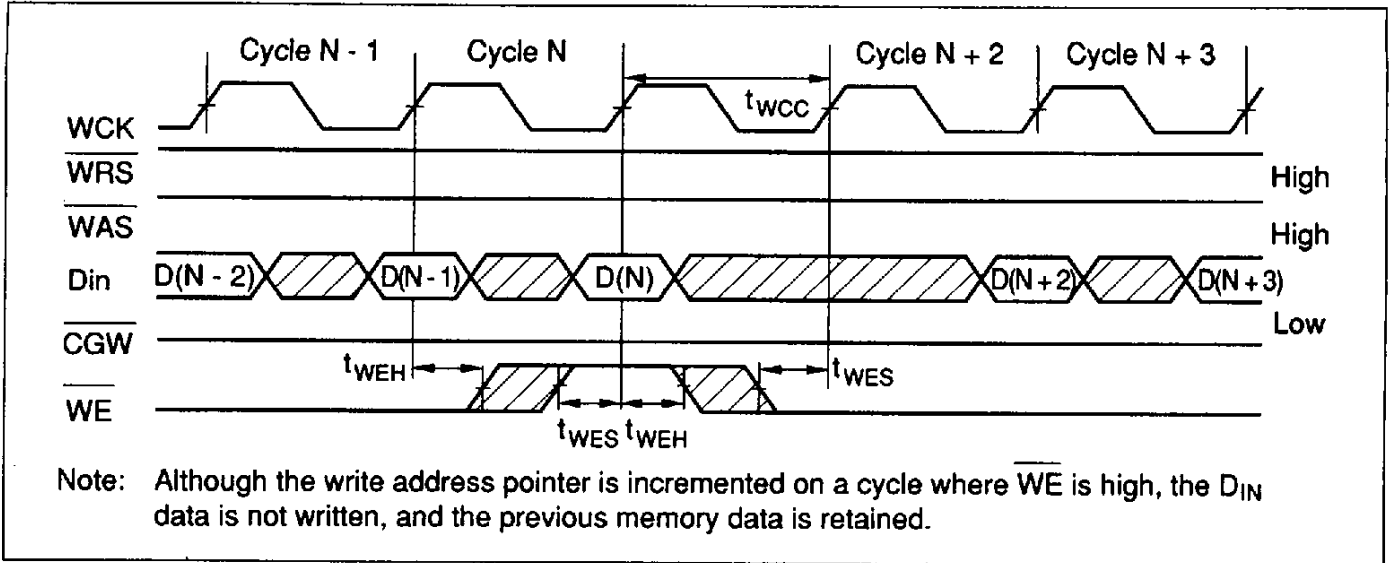 Cycle N - 1 Cycle N Cycle N + 2 Cycle N + 3
tWCC
WCK
WRS High
WAS High
Din D(N - 2) D(N - 1) D(N) D(N + 2) D(N + 3)
Low
CGW
tWEH tWES
WE
tWES tWEH
Note: Although the write address pointer is incremented on a cycle where WE is high, the DIN
data is not written, and the previous memory data is retained.